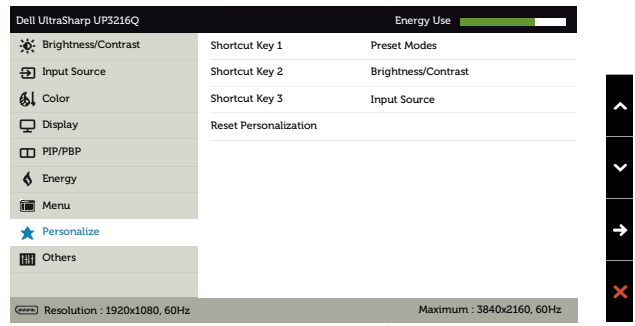 Dell UltraSharp UP3216Q Energy Use
Brightness/Contrast Shortcut Key 1 Preset Modes
Input Source Shortcut Key 2 Brightness/Contrast
Color Shortcut Key 3 Input Source
Display Reset Personalization
PIP/PBP
Energy
Menu
Personalize
Others
Resolution : 1920x1080, 60Hz Maximum : 3840x2160, 60Hz